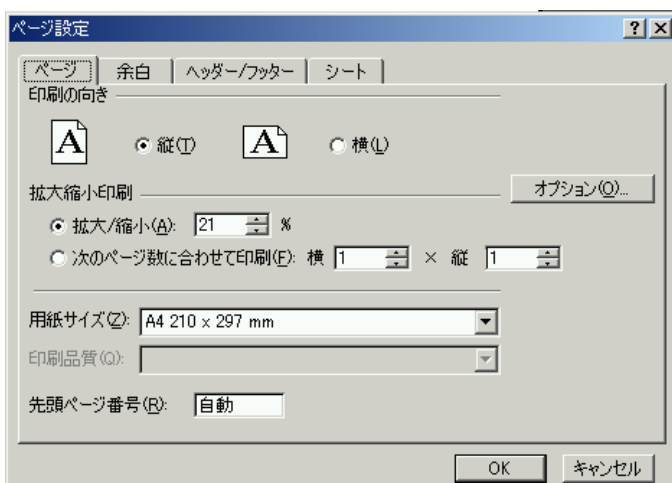 ページ設定
ページ 余白 ヘッダー/フッター シート
印刷の向き
A 縦(T) A 横(L)
拡大縮小印刷 オプション(O)...
拡大/縮小(A): 21 %
次のページ数に合わせて印刷(F): 横 1 × 縦 1
用紙サイズ(Z): A4 210 x 297 mm
印刷品質(Q):
先頭ページ番号(R): 自動
OK キャンセル